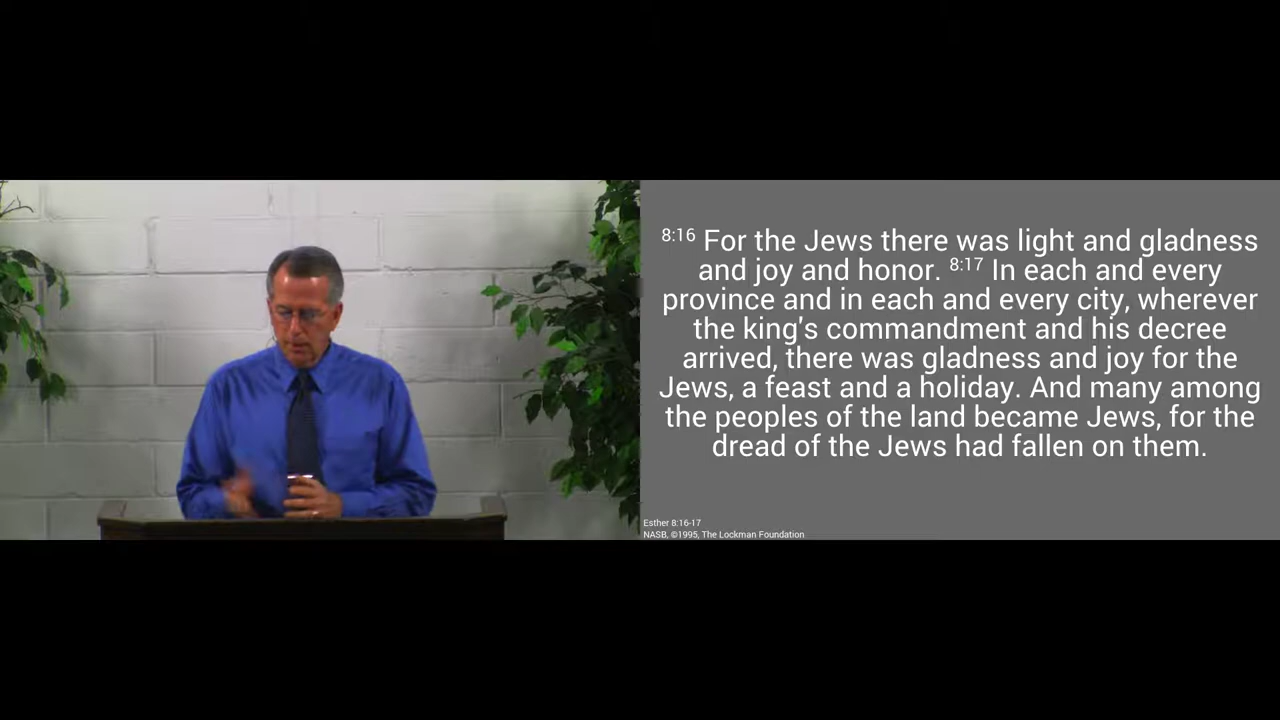 8:16 For the Jews there was light and gladness
and joy and honor. 8:17 In each and every
province and in each and every city, wherever
the king's commandment and his decree
arrived, there was gladness and joy for the
Jews, a feast and a holiday. And many among
the peoples of the land became Jews, for the
dread of the Jews had fallen on them.
Esther 8:16-17
NASB, ©1995, The Lockman Foundation